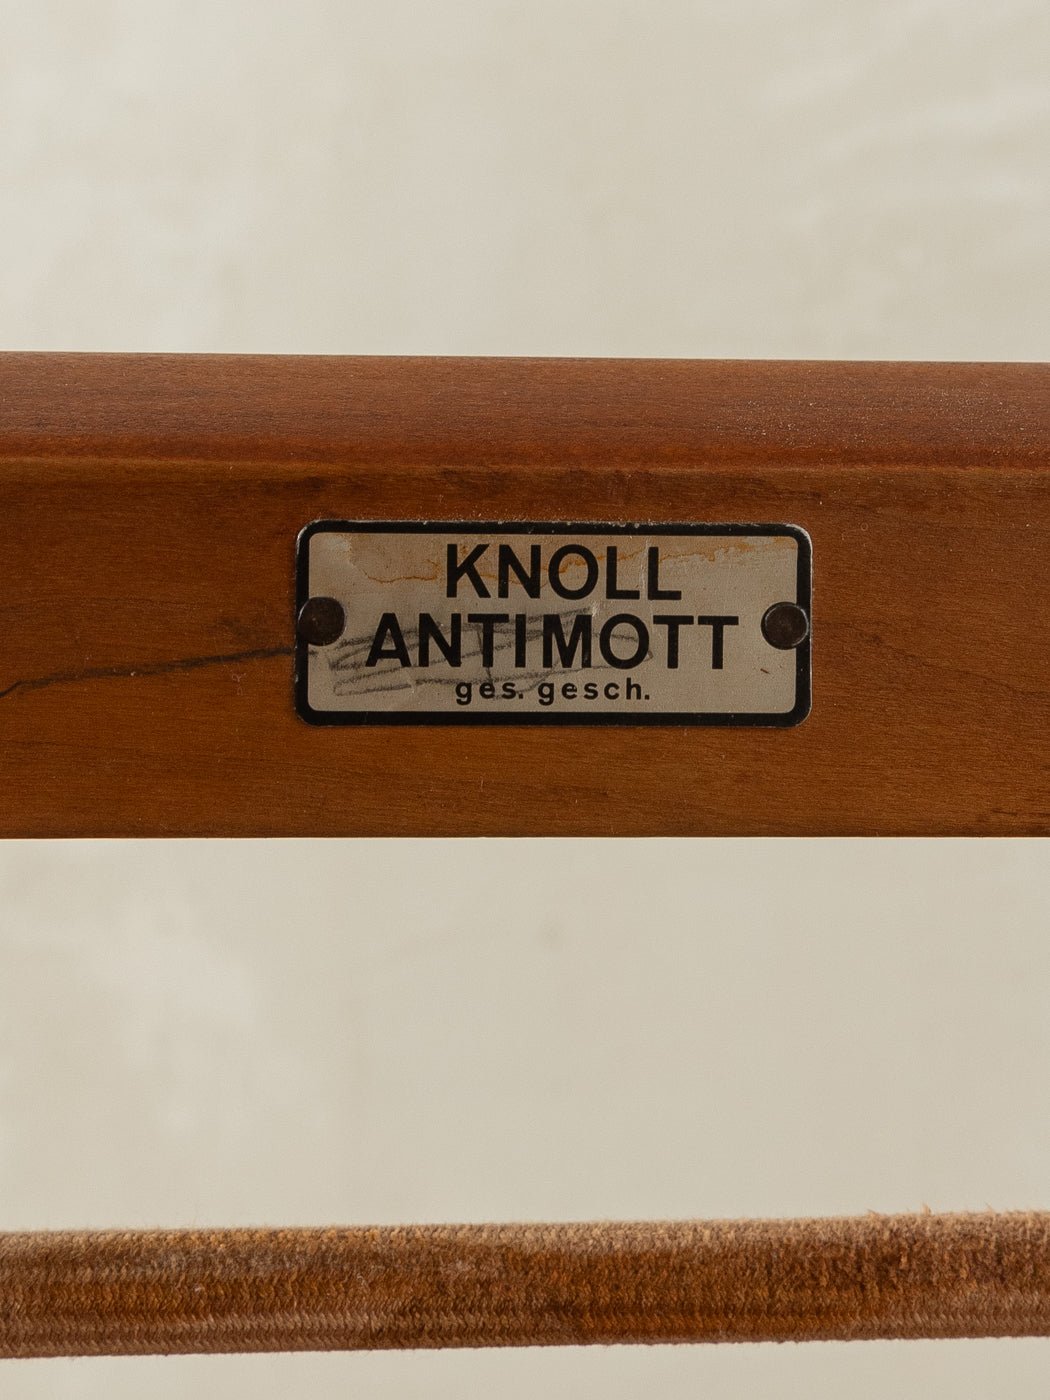 KNOLL
ANTIMOTT
ges. gesch.